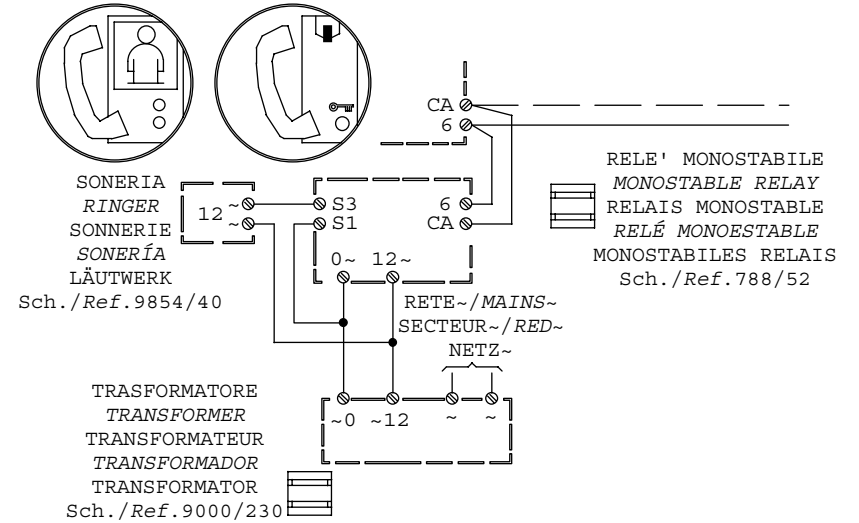 CA
6
RELE' MONOSTABILE
MONOSTABLE RELAY
RELAIS MONOSTABLE
RELÉ MONOESTABLE
MONOSTABILES RELAIS
Sch./Ref.788/52
SONERIA
RINGER
SONNERIE
SONERÍA
LÄUTWERK
Sch./Ref.9854/40
12 ~
~
S3
S1
6
CA
0~ 12~
RETE~/MAINS~
SECTEUR~/RED~
NETZ~
~0 ~12 ~ ~
TRASFORMATORE
TRANSFORMER
TRANSFORMATEUR
TRANSFORMADOR
TRANSFORMATOR
Sch./Ref.9000/230